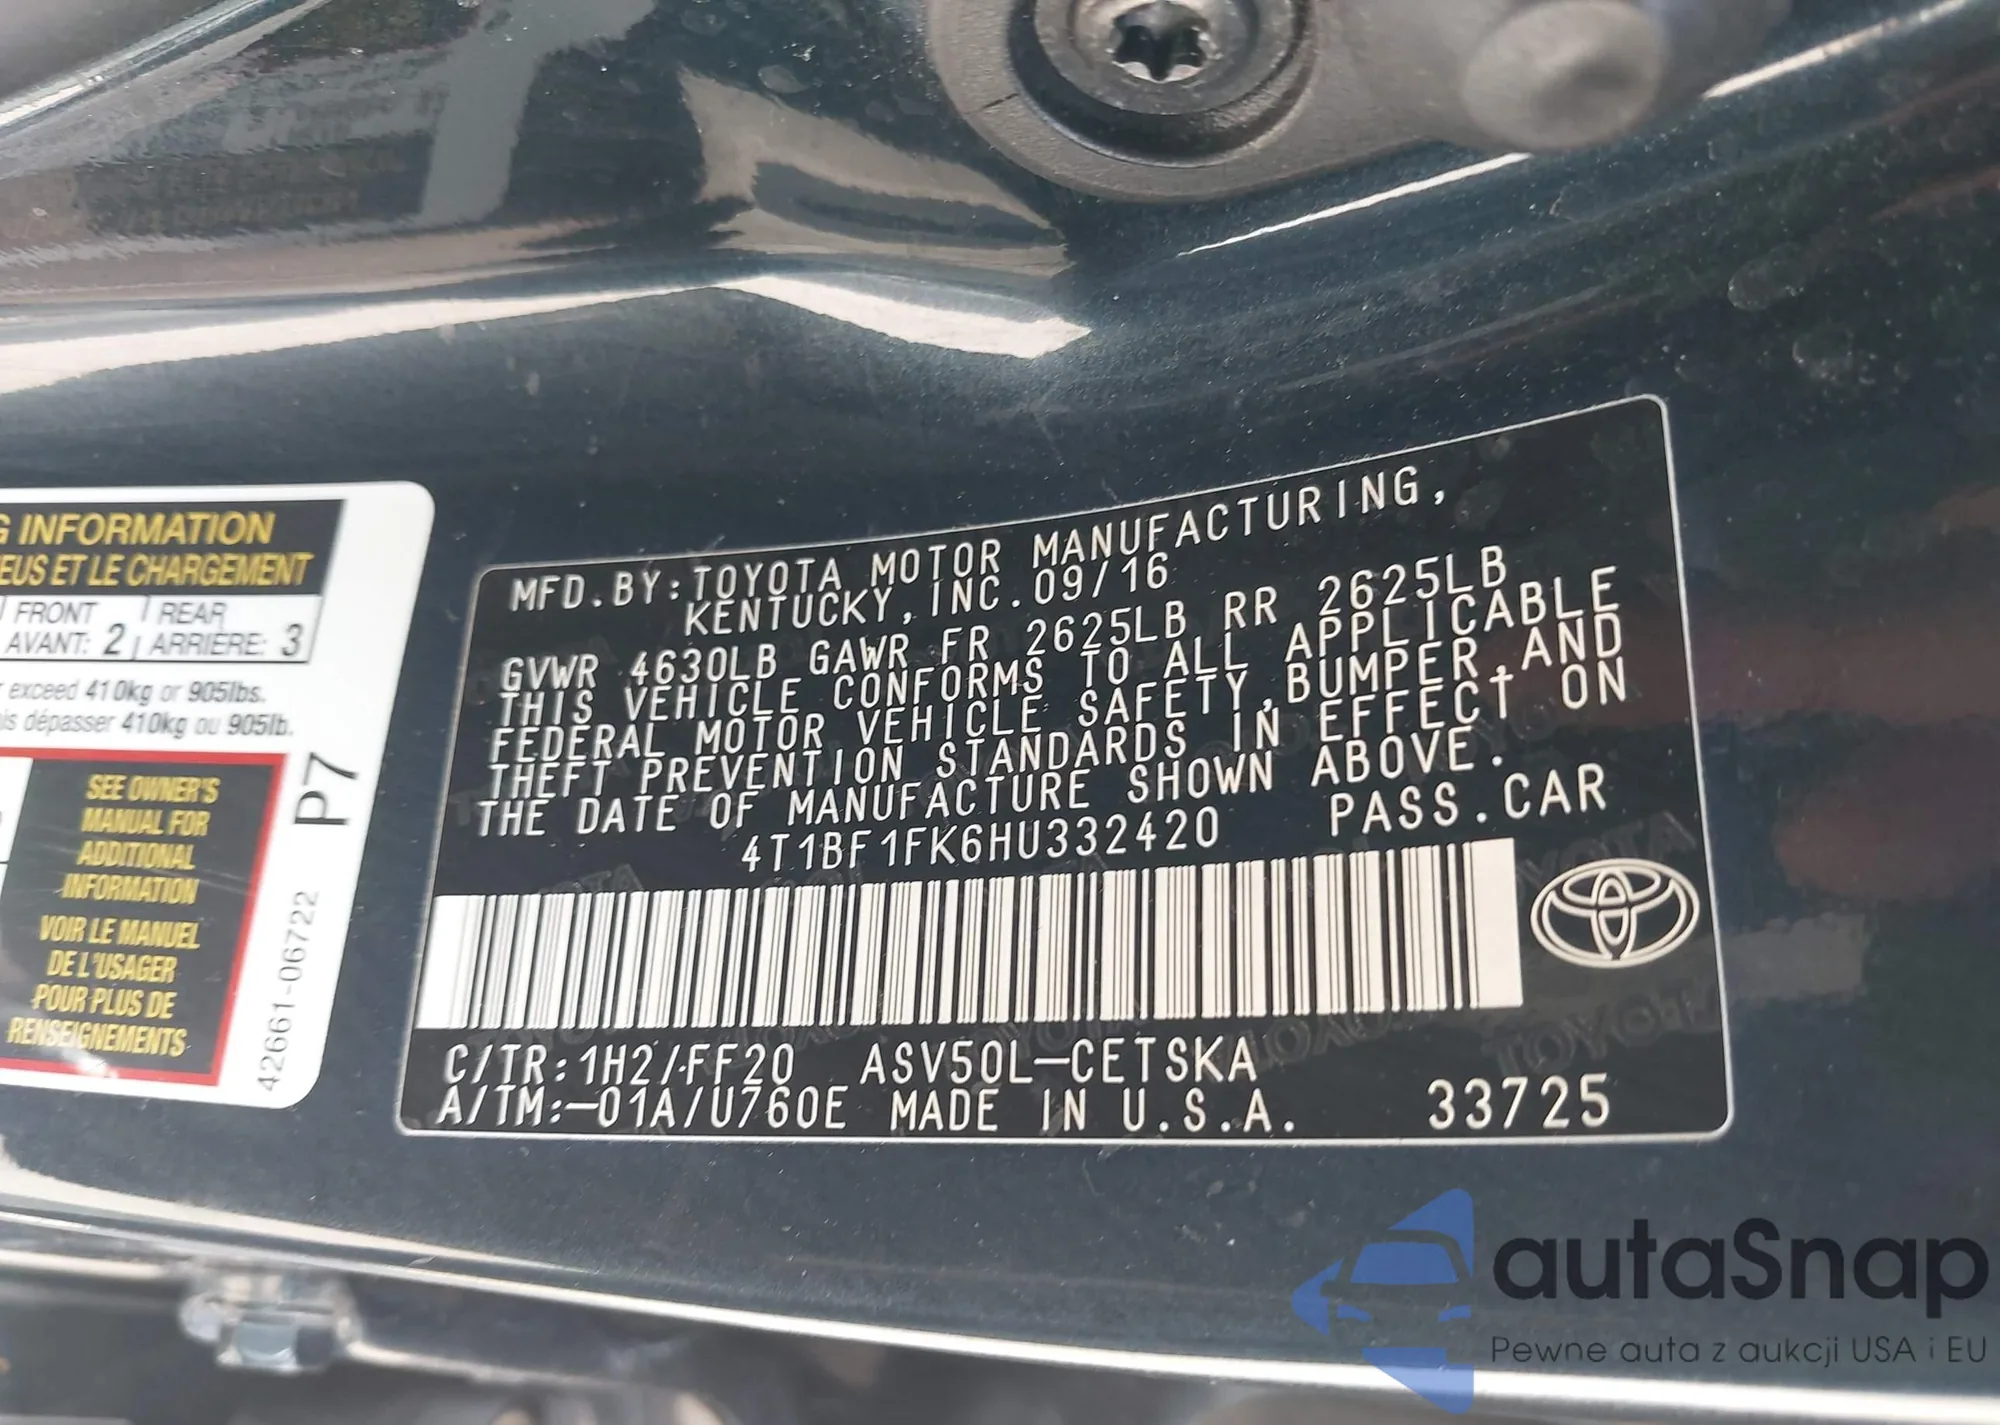 G INFORMATION
EUS ET LE CHARGEMENT
FRONT REAR
AVANT: 2 ARRIÈRE: 3
exceed 410kg or 905lbs.
dépasser 410kg ou 905lb.
SEE OWNER'S
MANUAL FOR
ADDITIONAL
INFORMATION
VOIR LE MANUEL
DE L'USAGER
POUR PLUS DE
RENSEIGNEMENTS
P7
42661-06722
MFD.BY:TOYOTA MOTOR MANUFACTURING,
KENTUCKY,INC.09/16
GVWR 4630LB GAWR FR 2625LB RR 2625LB
THIS VEHICLE CONFORMS TO ALL APPLICABLE
FEDERAL MOTOR VEHICLE SAFETY,BUMPER,AND
THEFT PREVENTION STANDARDS IN EFFECT ON
THE DATE OF MANUFACTURE SHOWN ABOVE.
4T1BF1FK6HU332420 PASS.CAR
C/TR:1H2/FF20 ASV50L-CETSKA
A/TM:-01A/U760E MADE IN U.S.A. 33725
autaSnap
Pewne auta z aukcji USA i EU